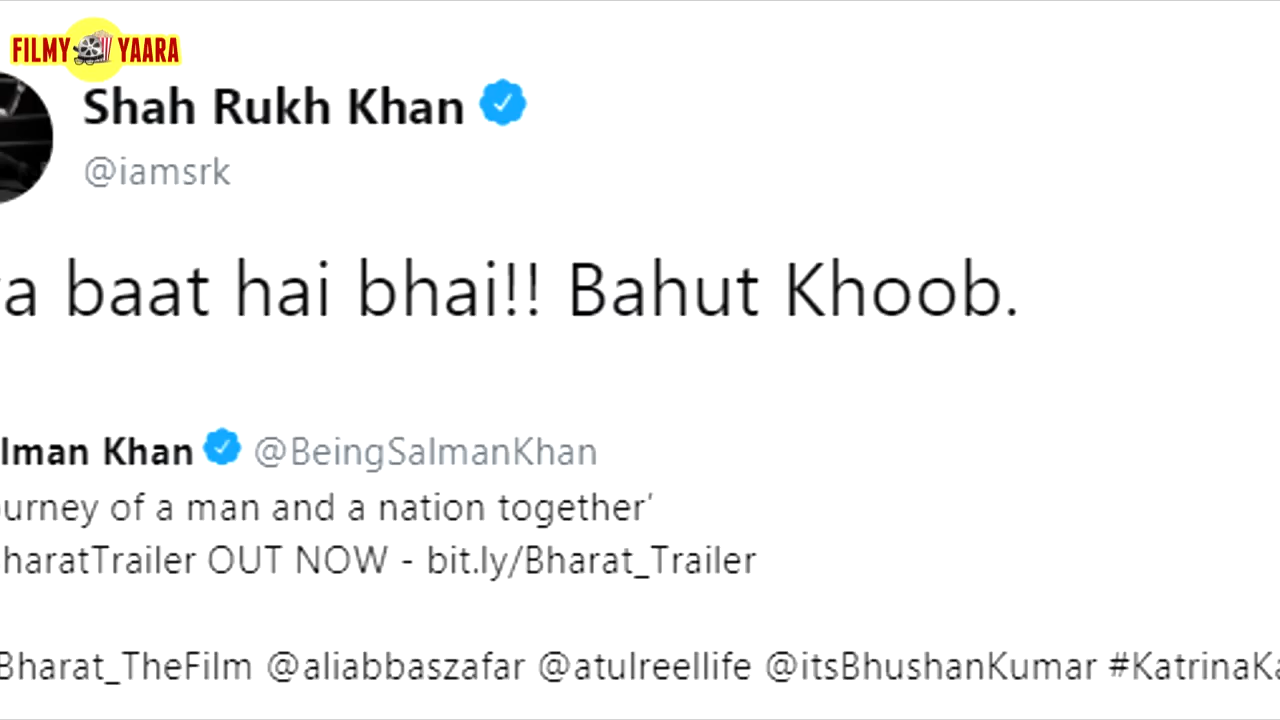 FILMY YAARA
Shah Rukh Khan
@iamsrk
baat hai bhai!! Bahut Khoob.
lman Khan @BeingSalmanKhan
urney of a man and a nation together'
haratTrailer OUT NOW - bit.ly/Bharat_Trailer
Bharat_TheFilm @aliabbaszafar @atulreellife @itsBhushanKumar #KatrinaKa